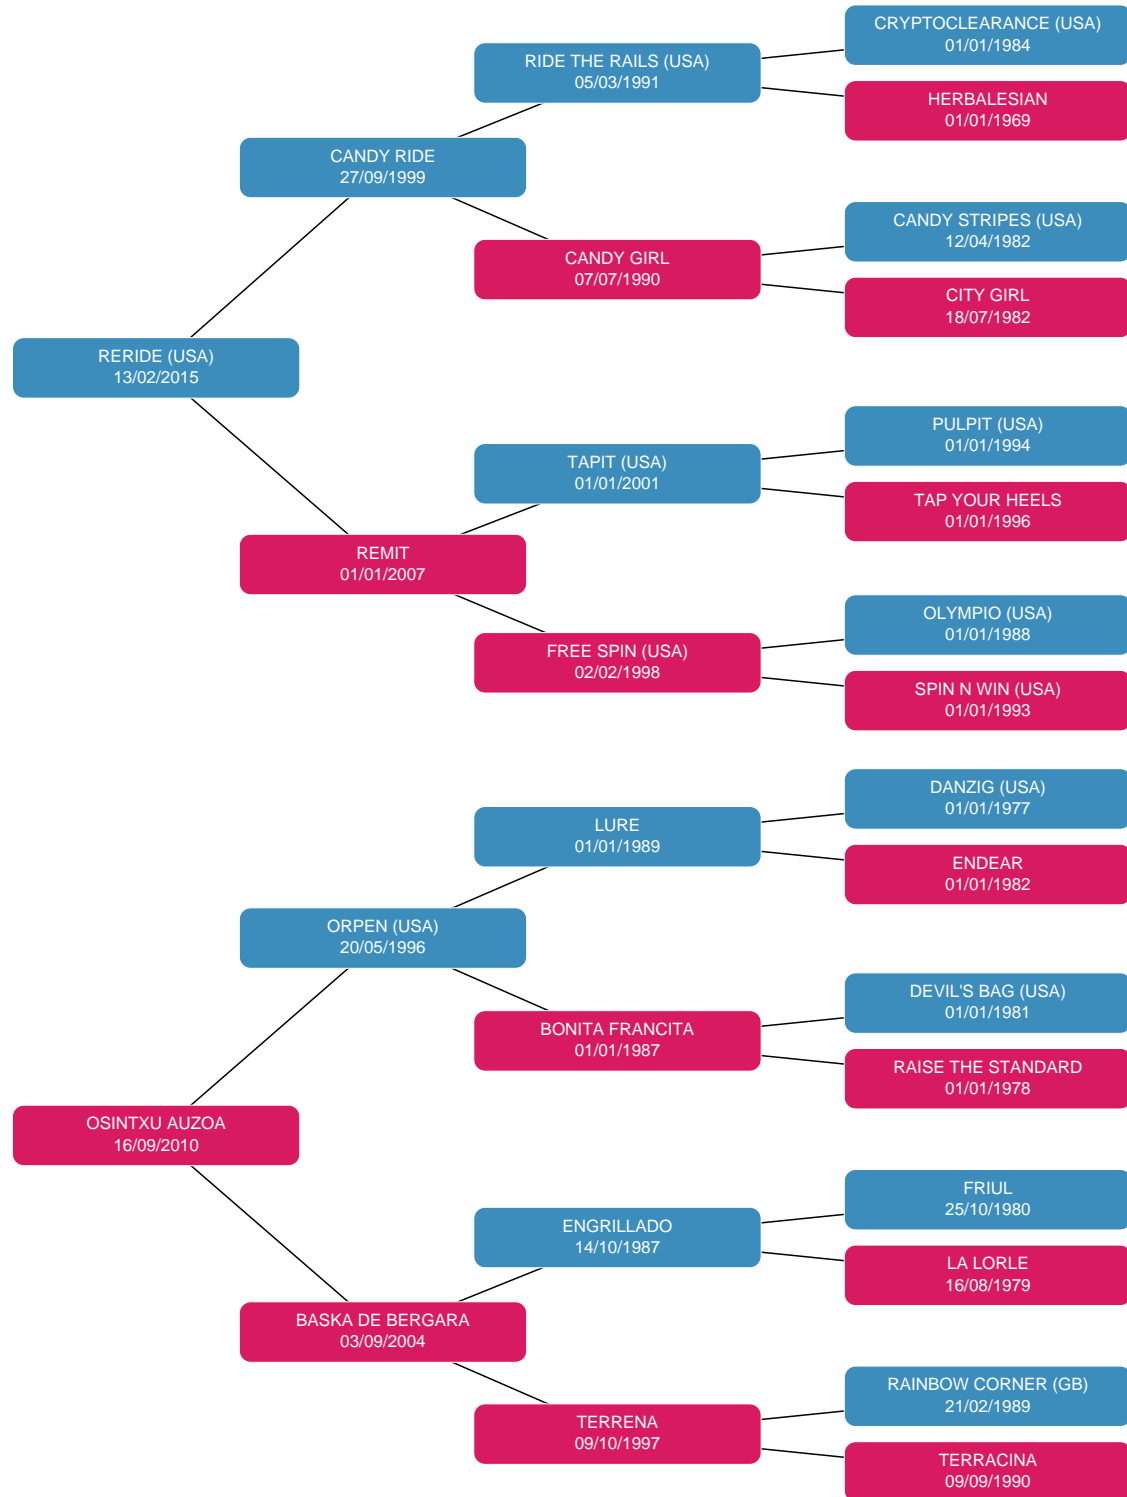 CRYPTOCLEARANCE (USA)
01/01/1984
RIDE THE RAILS (USA)
05/03/1991
HERBALESIAN
01/01/1969
CANDY RIDE
27/09/1999
CANDY STRIPES (USA)
12/04/1982
CANDY GIRL
07/07/1990
CITY GIRL
18/07/1982
RERIDE (USA)
13/02/2015
PULPIT (USA)
01/01/1994
TAPIT (USA)
01/01/2001
TAP YOUR HEELS
01/01/1996
REMIT
01/01/2007
OLYMPIO (USA)
01/01/1988
FREE SPIN (USA)
02/02/1998
SPIN N WIN (USA)
01/01/1993
DANZIG (USA)
01/01/1977
LURE
01/01/1989
ENDEAR
01/01/1982
ORPEN (USA)
20/05/1996
DEVIL'S BAG (USA)
01/01/1981
BONITA FRANCITA
01/01/1987
RAISE THE STANDARD
01/01/1978
OSINTXU AUZOA
16/09/2010
FRIUL
25/10/1980
ENGRILLADO
14/10/1987
LA LORLE
16/08/1979
BASKA DE BERGARA
03/09/2004
RAINBOW CORNER (GB)
21/02/1989
TERRENA
09/10/1997
TERRACINA
09/09/1990